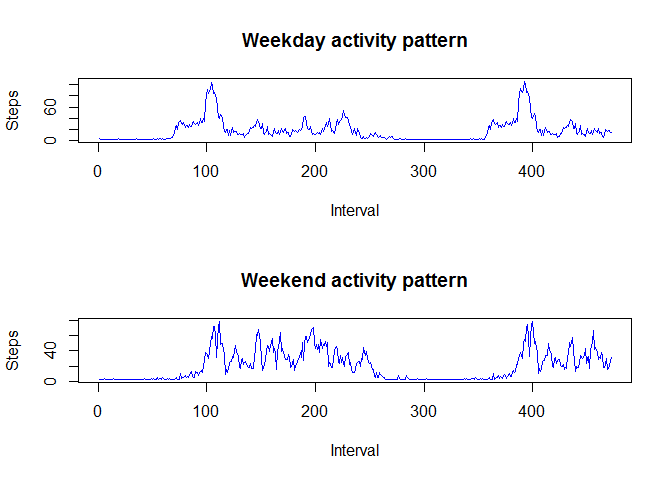 Weekday activity pattern
Steps
60
0
0 100 200 300 400
Interval
Weekend activity pattern
Steps
40
0
0 100 200 300 400
Interval